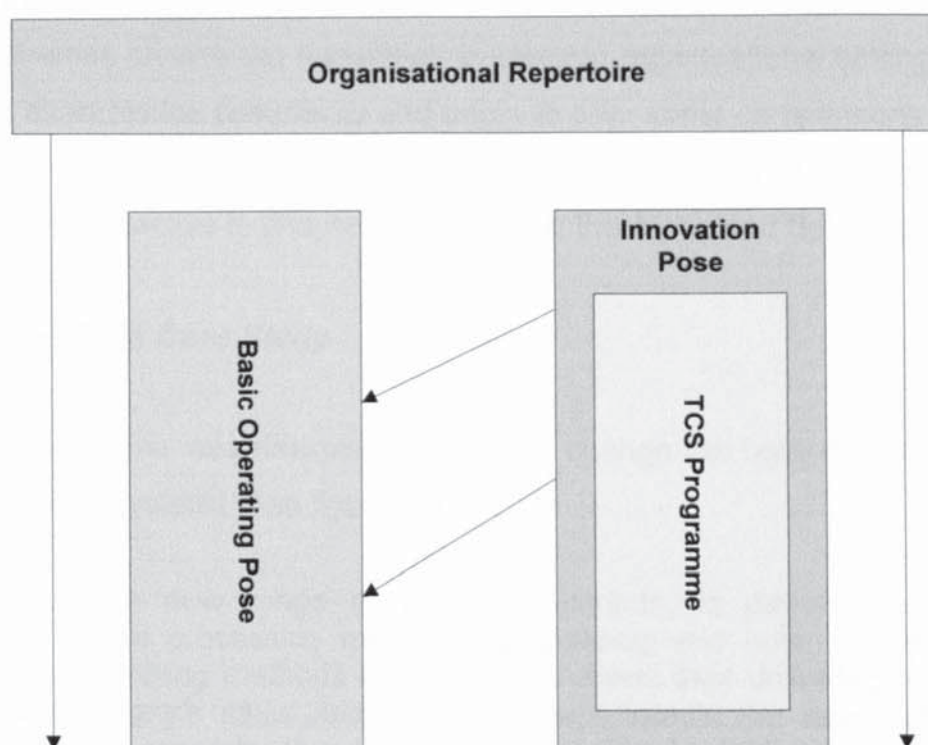 Organisational Repertoire
Innovation
Pose
Basic Operating Pose
TCS Programme